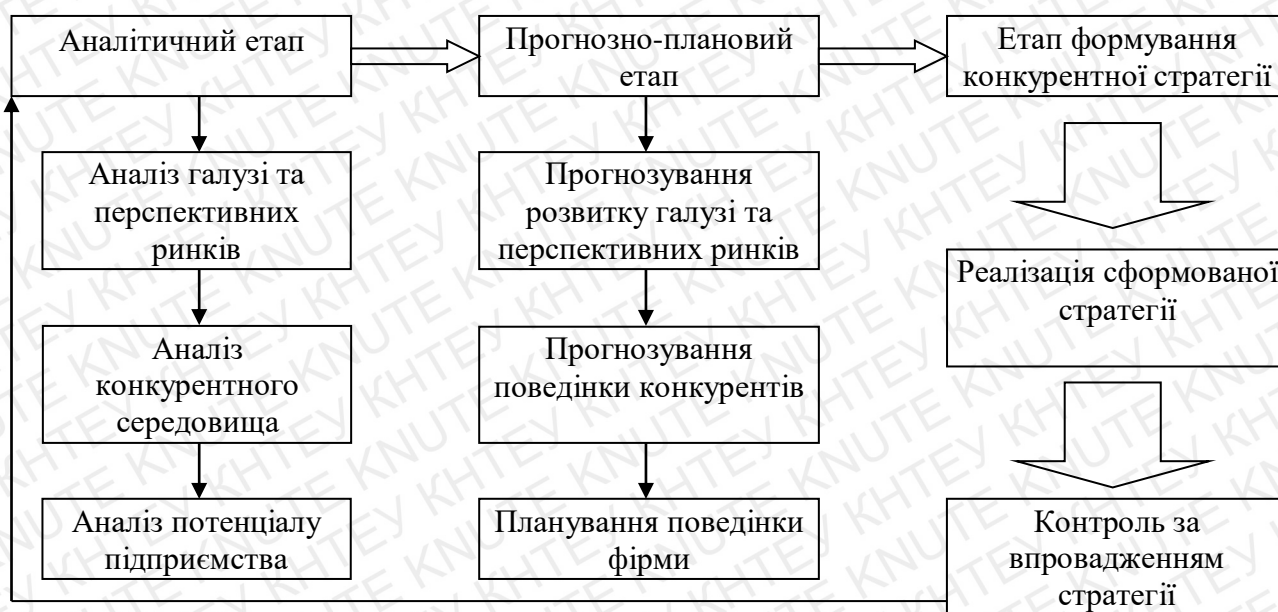 Аналітичний етап
Прогнозно-плановий
етап
Етап формування
конкурентної стратегії
Аналіз галузі та
перспективних
ринків
Прогнозування
розвитку галузі та
перспективних ринків
Реалізація сформованої
стратегії
Аналіз
конкурентного
середовища
Прогнозування
поведінки конкурентів
Аналіз потенціалу
підприємства
Планування поведінки
фірми
Контроль за
впровадженням
стратегії